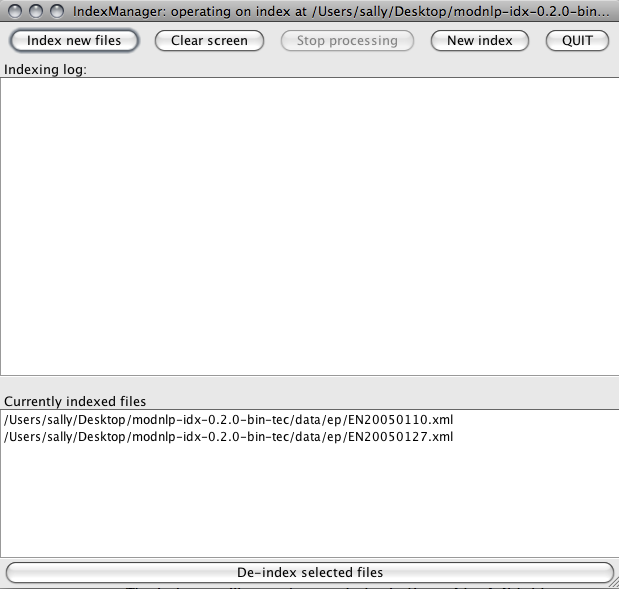 IndexManager: operating on index at /Users/sally/Desktop/modnlp-idx-0.2.0-bin...
Index new files Clear screen Stop processing New index QUIT
Indexing log:
Currently indexed files
/Users/sally/Desktop/modnlp-idx-0.2.0-bin-tec/data/ep/EN20050110.xml
/Users/sally/Desktop/modnlp-idx-0.2.0-bin-tec/data/ep/EN20050127.xml
De-index selected files